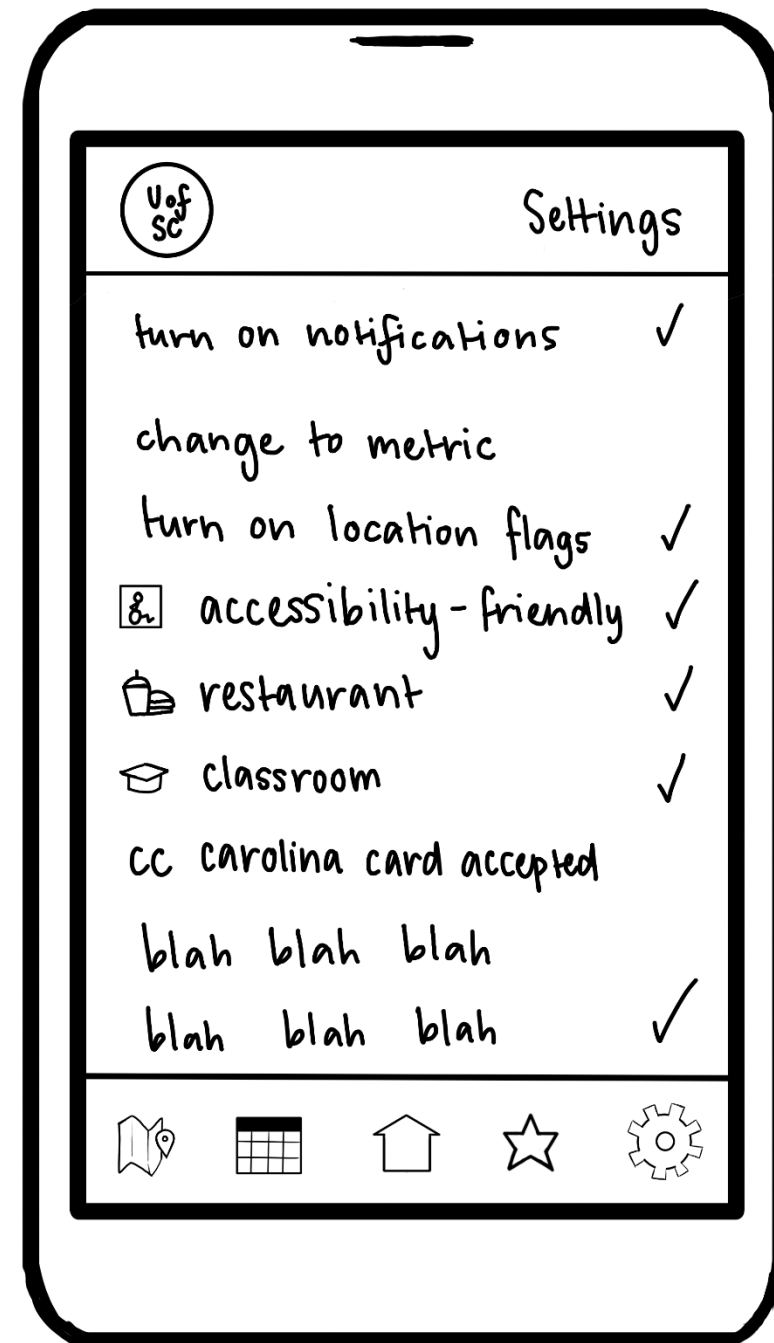 U of
SC
Settings
turn on notifications ✓
change to metric
turn on location flags ✓
accessibility-friendly ✓
restaurant ✓
classroom ✓
cc carolina card accepted
blah blah blah
blah blah blah ✓